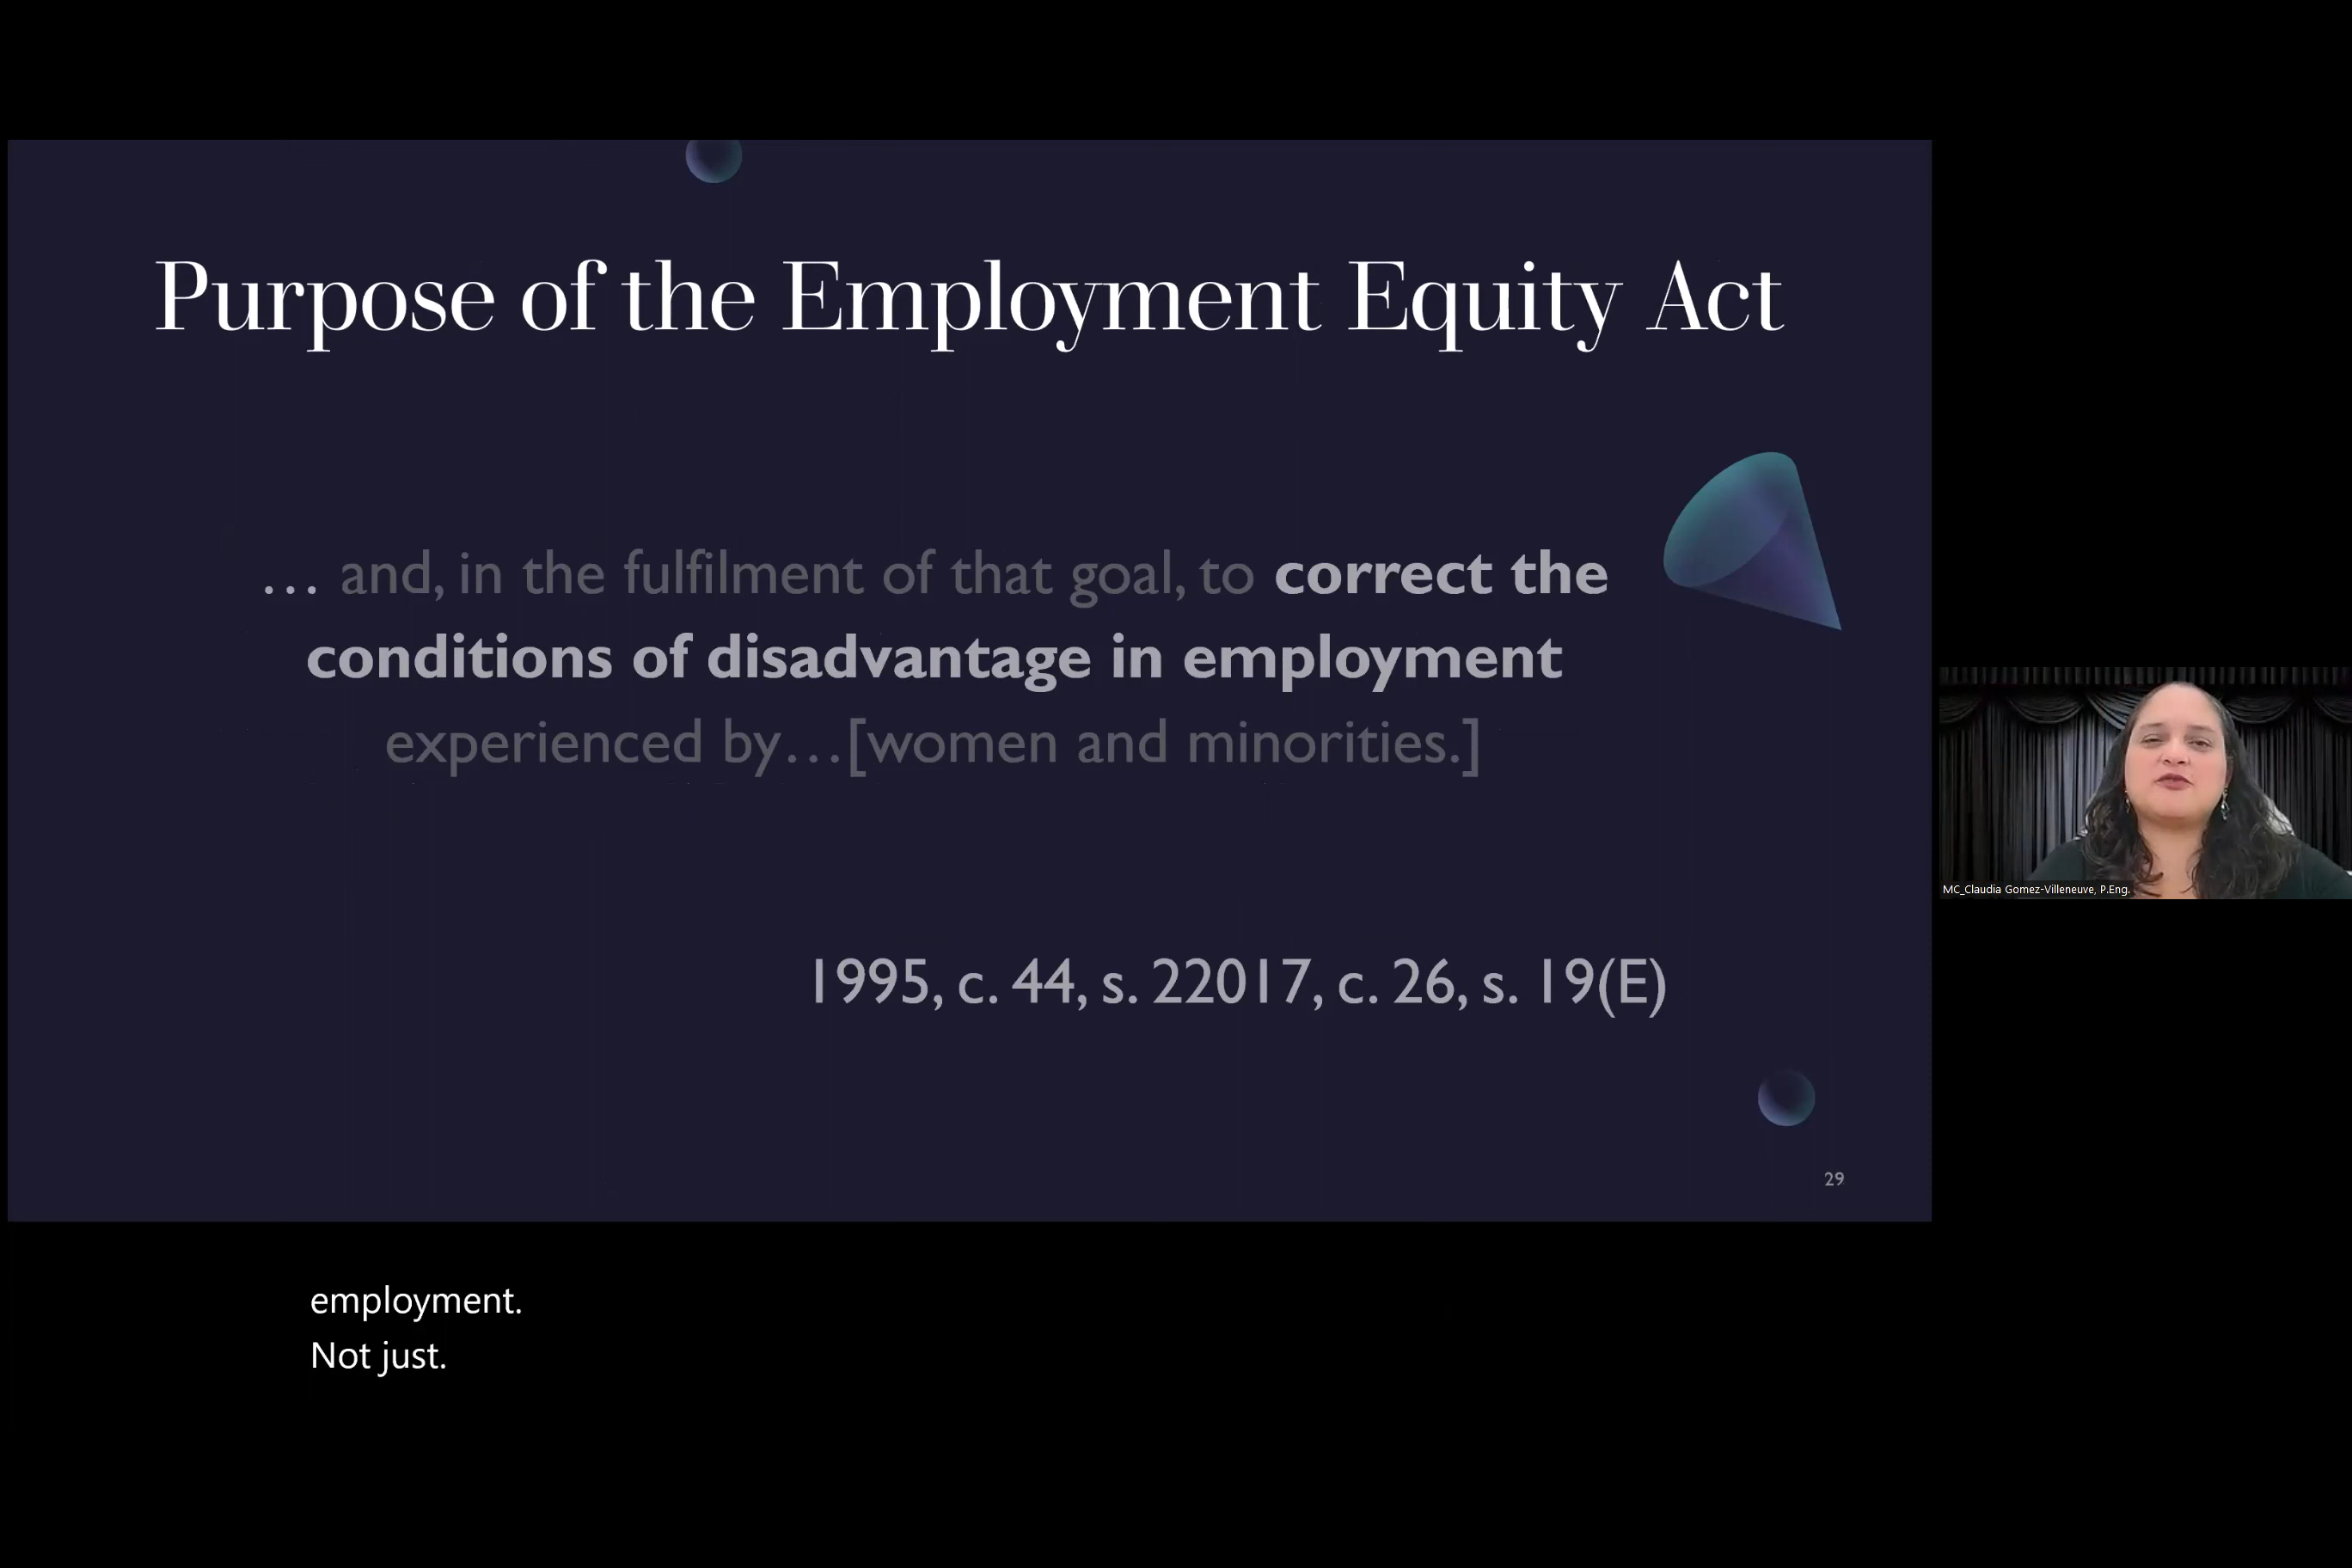 Purpose of the Employment Equity Act
… and, in the fulfilment of that goal, to correct the
conditions of disadvantage in employment
experienced by…[women and minorities.]
1995, c. 44, s. 22017, c. 26, s. 19(E)
29
MC_Claudia Gomez-Villeneuve, P.Eng.
employment.
Not just.